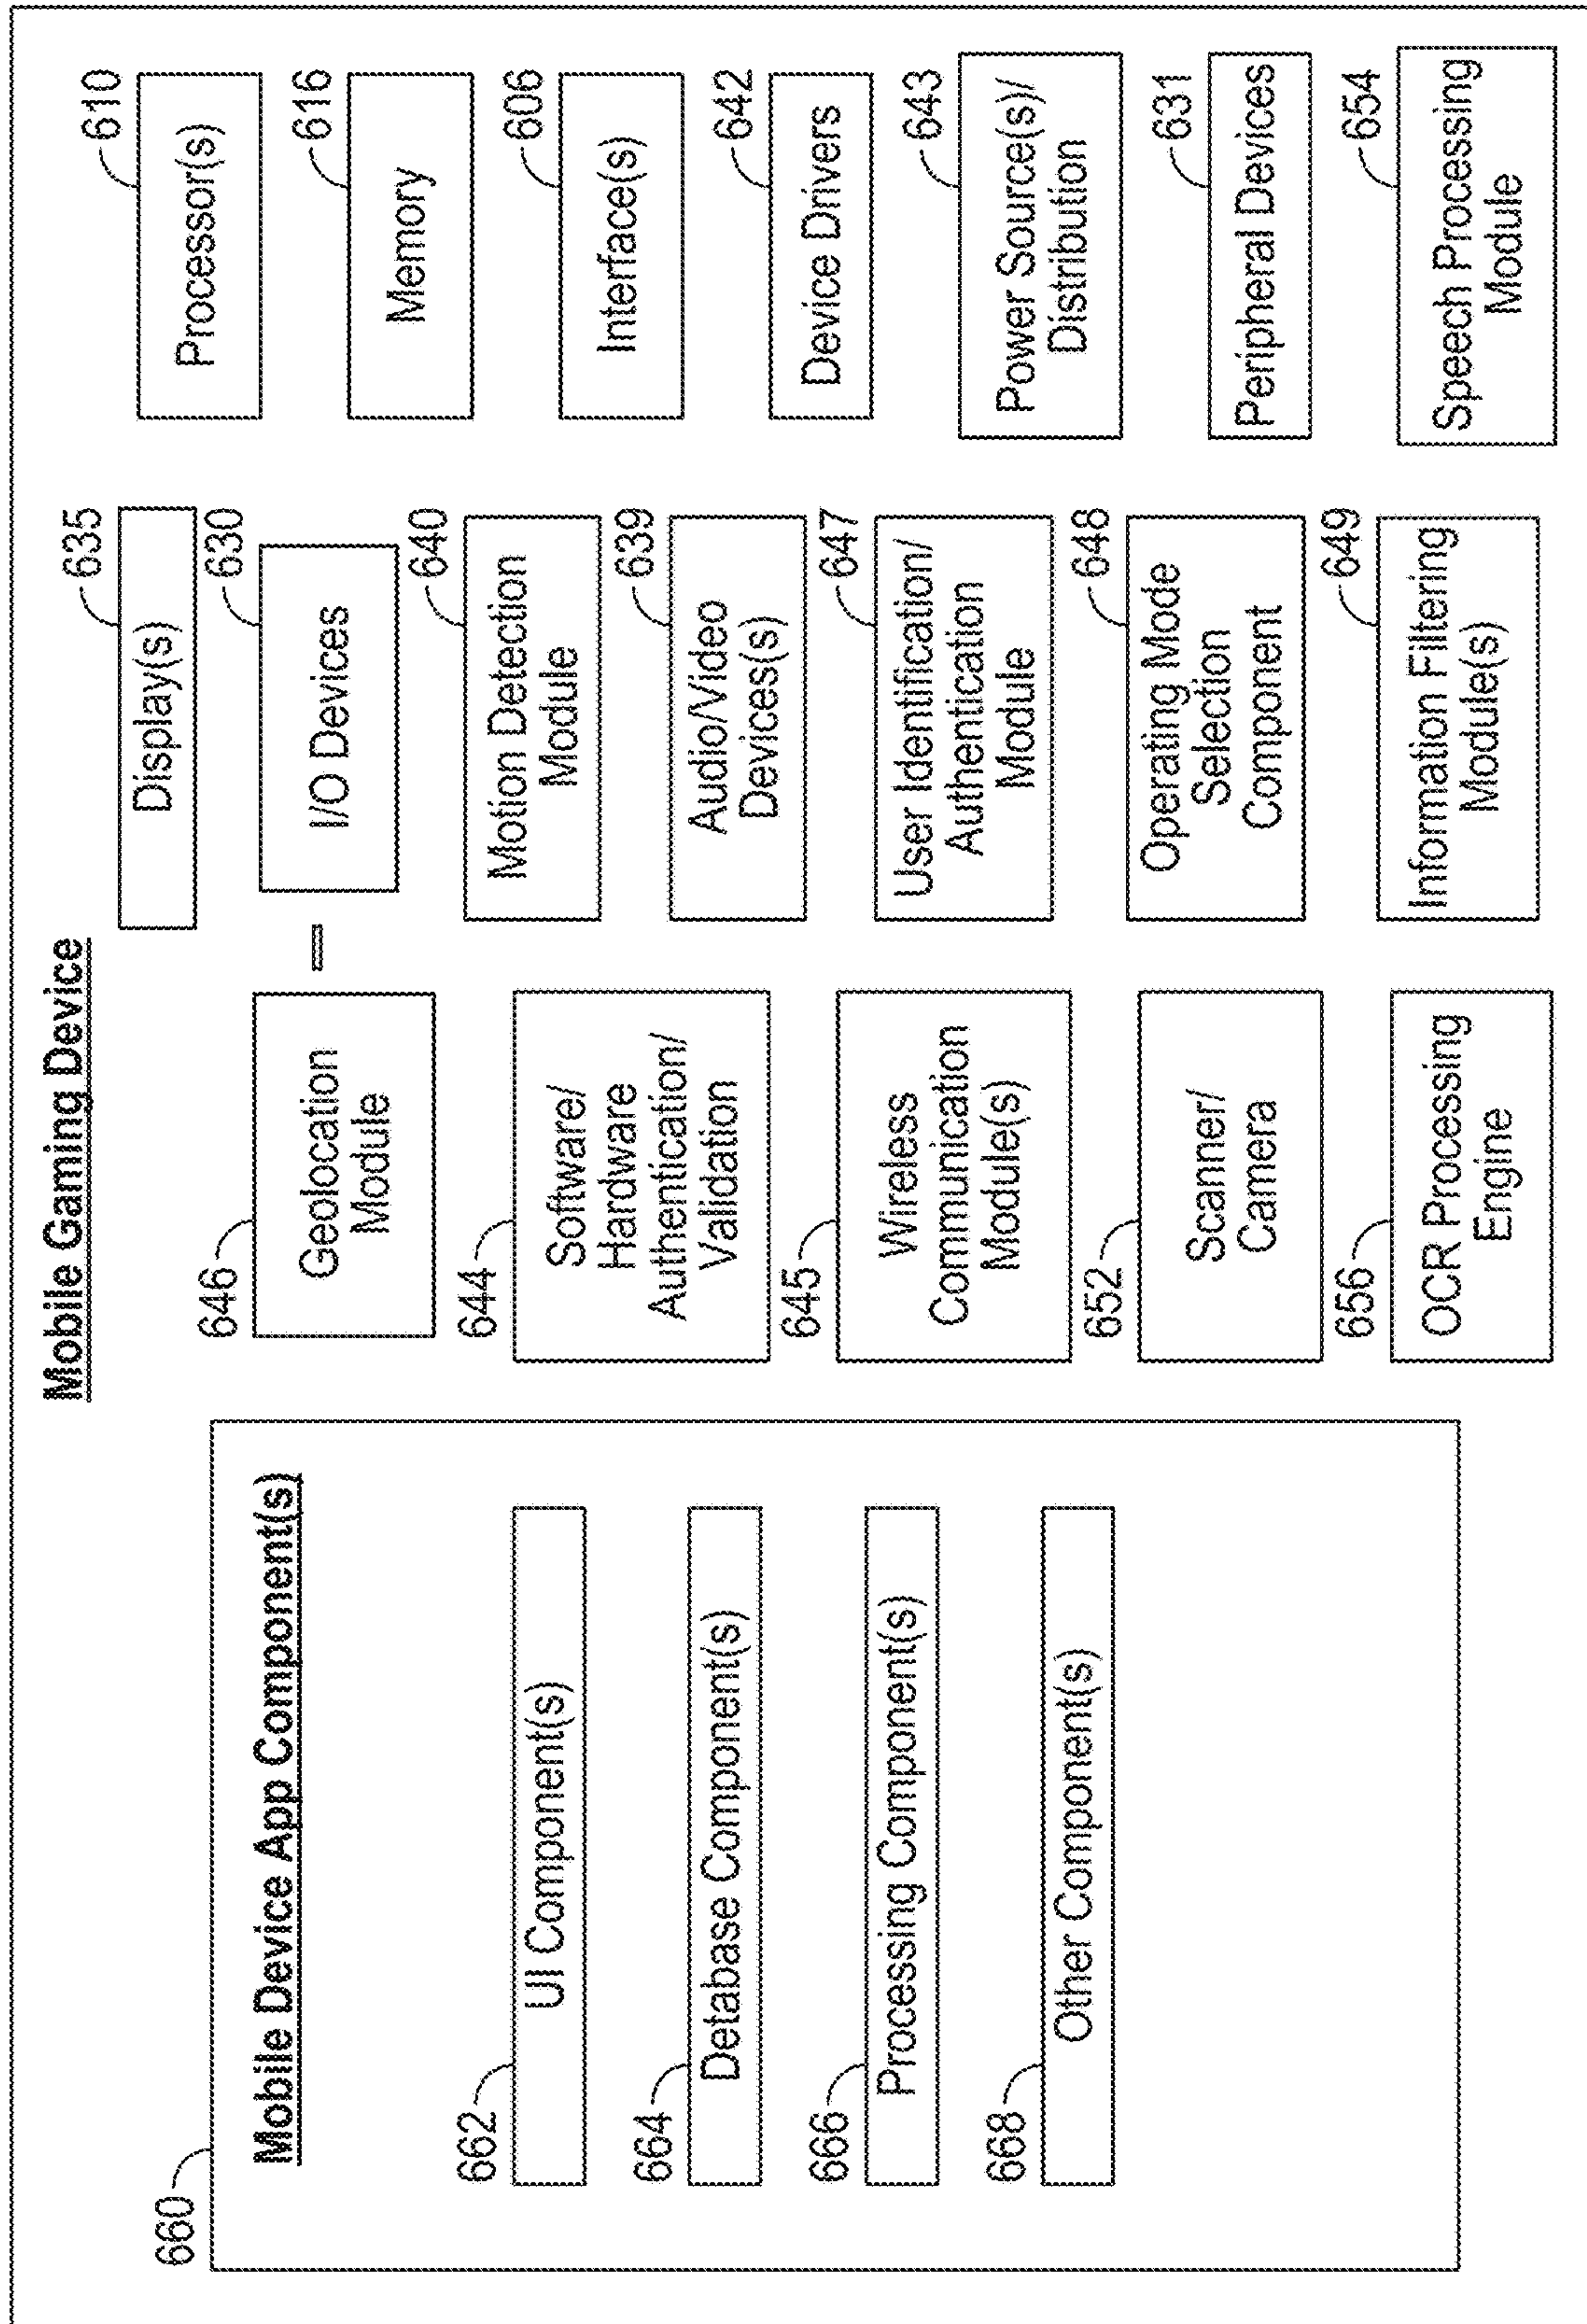 Mobile Gaming Device
660
Mobile Device App Component(s)
662
UI Component(s)
664
Detabase Component(s)
666
Processing Component(s)
668
Other Component(s)
646
Geolocation
Module
644
Software/
Hardware
Authentication/
Validation
645
Wireless
Communication
Module(s)
652
Scanner/
Camera
656
OCR Processing
Engine
635
Display(s)
630
I/O Devices
640
Motion Detection
Module
639
Audio/Video
Devices(s)
647
User Identification/
Authentication
Module
648
Operating Mode
Selection
Component
649
Information Filtering
Module(s)
610
Processor(s)
616
Memory
606
Interface(s)
642
Device Drivers
643
Power Source(s)/
Distribution
631
Peripheral Devices
654
Speech Processing
Module